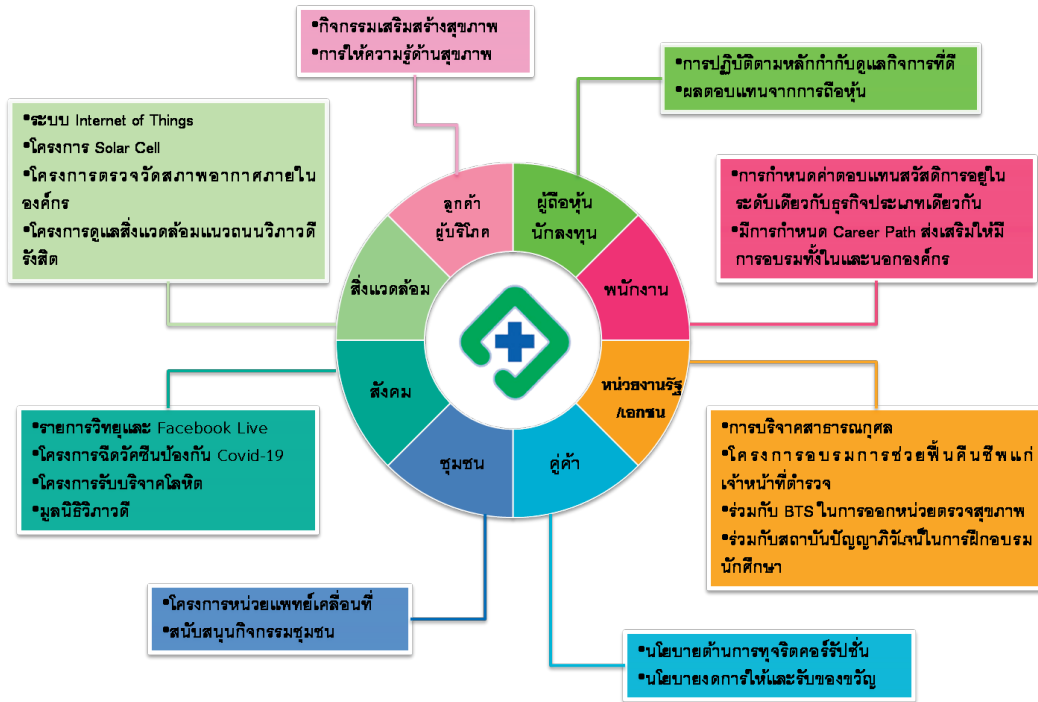 ▪กิจกรรมเสริมสร้างสุขภาพ
▪การให้ความรู้ด้านสุขภาพ
▪การปฏิบัติตามหลักกำกับดูแลกิจการที่ดี
▪ผลตอบแทนจากการถือหุ้น
▪ระบบ Internet of Things
▪โครงการ Solar Cell
▪โครงการตรวจวัดสภาพอากาศภายใน
องค์กร
▪โครงการดูแลสิ่งแวดล้อมแนวถนนวิภาวดี
รังสิต
▪การกำหนดค่าตอบแทนสวัสดิการอยู่ใน
ระดับเดียวกับธุรกิจประเภทเดียวกัน
▪มีการกำหนด Career Path ส่งเสริมให้มี
การอบรมทั้งในและนอกองค์กร
ลูกค้า
ผู้บริโภค
ผู้ถือหุ้น
นักลงทุน
สิ่งแวดล้อม
พนักงาน
สังคม
หน่วยงานรัฐ
/เอกชน
ชุมชน
คู่ค้า
▪รายการวิทยุและ Facebook Live
▪โครงการฉีดวัคซีนป้องกัน Covid-19
▪โครงการรับบริจาคโลหิต
▪มูลนิธิวิภาวดี
▪การบริจาคสาธารณกุศล
▪โครงการอบรมการช่วยฟื้นคืนชีพแก่
เจ้าหน้าที่ตำรวจ
▪ร่วมกับ BTS ในการออกหน่วยตรวจสุขภาพ
▪ร่วมกับสถาบันปัญญาภิวัฒน์ในการฝึกอบรม
นักศึกษา
▪โครงการหน่วยแพทย์เคลื่อนที่
▪สนับสนุนกิจกรรมชุมชน
▪นโยบายต้านการทุจริตคอร์รัปชั่น
▪นโยบายงดการให้และรับของขวัญ